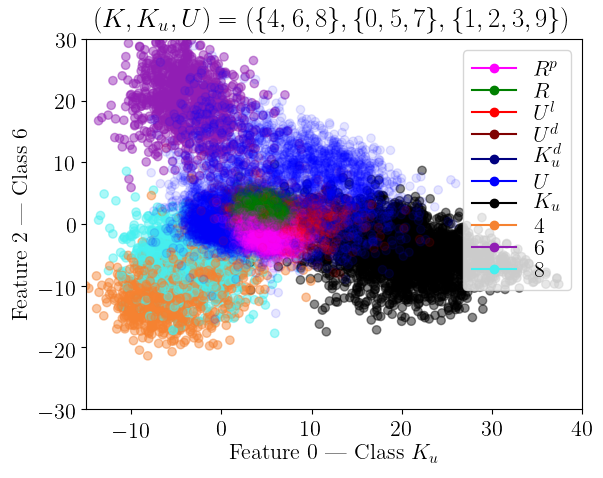 (K, K_u, U) = ({4, 6, 8}, {0, 5, 7}, {1, 2, 3, 9})
30
20
10
0
−10
−20
−30
Feature 2 — Class 6
R^p
R
U^l
U^d
K_u^d
U
K_u
4
6
8
−10 0 10 20 30 40
Feature 0 — Class K_u